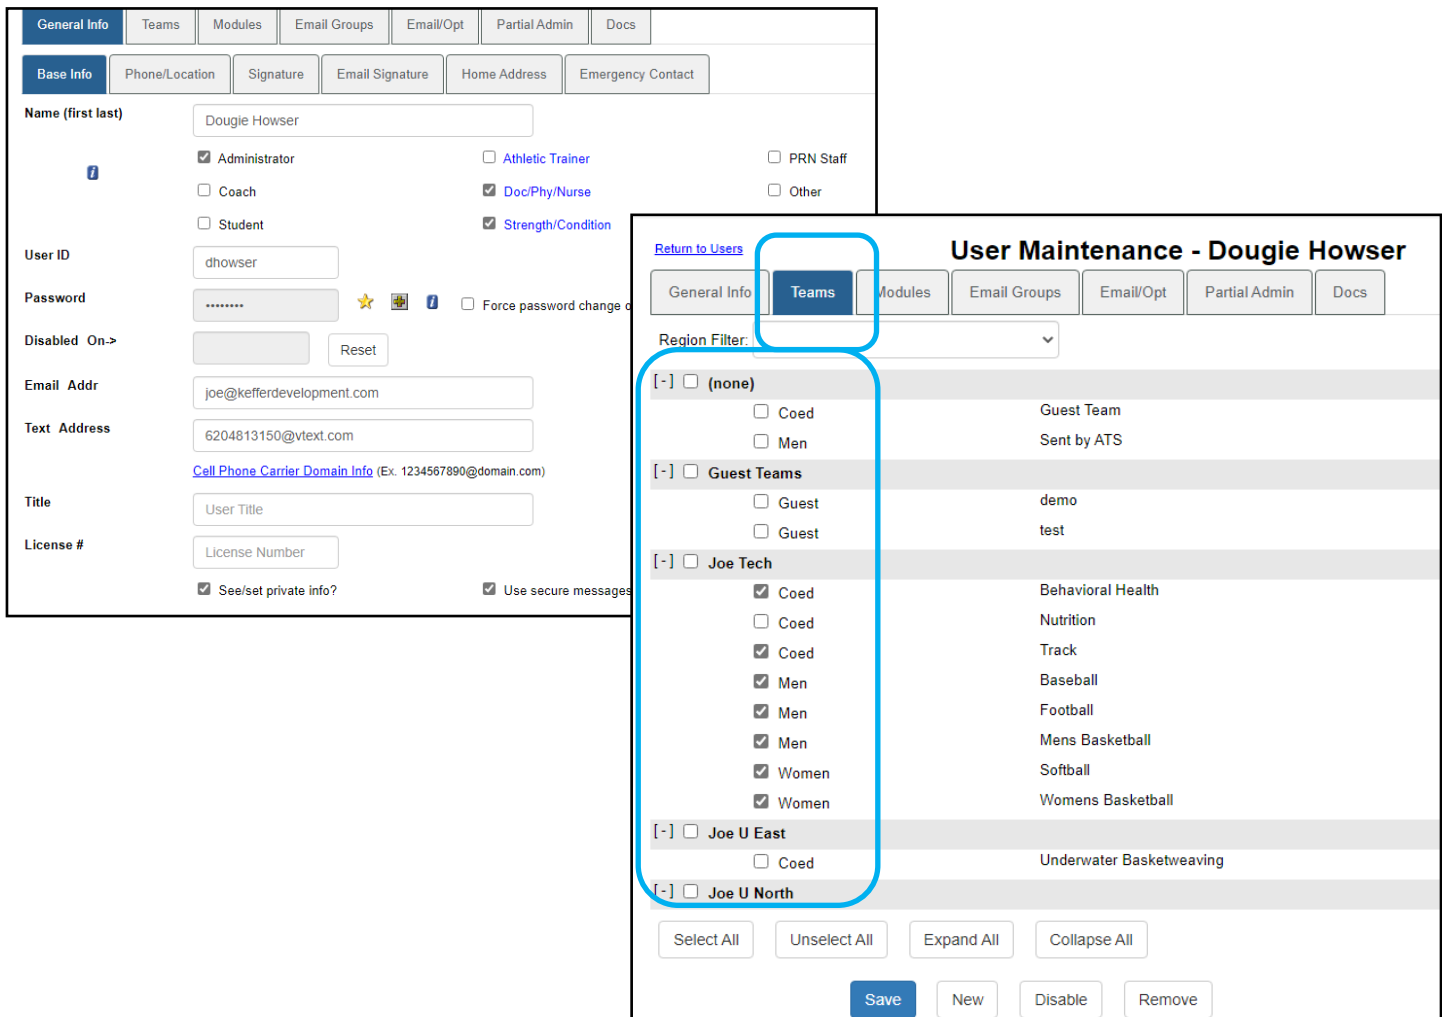 General Info Teams Modules Email Groups Email/Opt Partial Admin Docs
Base Info Phone/Location Signature Email Signature Home Address Emergency Contact
Name (first last) Dougie Howser
Administrator Athletic Trainer PRN Staff
i
Coach Doc/Phy/Nurse Other
Student Strength/Condition
User ID dhowser
Password •••••••• i Force password change o
Disabled On-> Reset
Email Addr joe@kefferdevelopment.com
Text Address 6204813150@vtext.com
Cell Phone Carrier Domain Info (Ex. 1234567890@domain.com)
Title User Title
License # License Number
See/set private info? Use secure messages
Return to Users User Maintenance - Dougie Howser
General Info Teams Modules Email Groups Email/Opt Partial Admin Docs
Region Filter:
[-] (none)
Coed Guest Team
Men Sent by ATS
[-] Guest Teams
Guest demo
Guest test
[-] Joe Tech
Coed Behavioral Health
Coed Nutrition
Coed Track
Men Baseball
Men Football
Men Mens Basketball
Women Softball
Women Womens Basketball
[-] Joe U East
Coed Underwater Basketweaving
[-] Joe U North
Select All Unselect All Expand All Collapse All
Save New Disable Remove